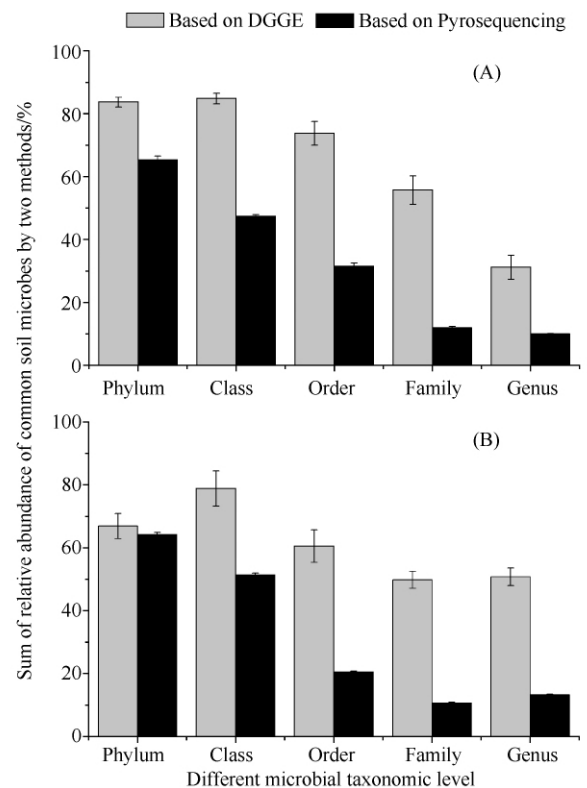 Based on DGGE Based on Pyrosequencing
Sum of relative abundance of common soil microbes by two methods/%
(A)
100
80
60
40
20
0
Phylum Class Order Family Genus
(B)
100
80
60
40
20
0
Phylum Class Order Family Genus
Different microbial taxonomic level